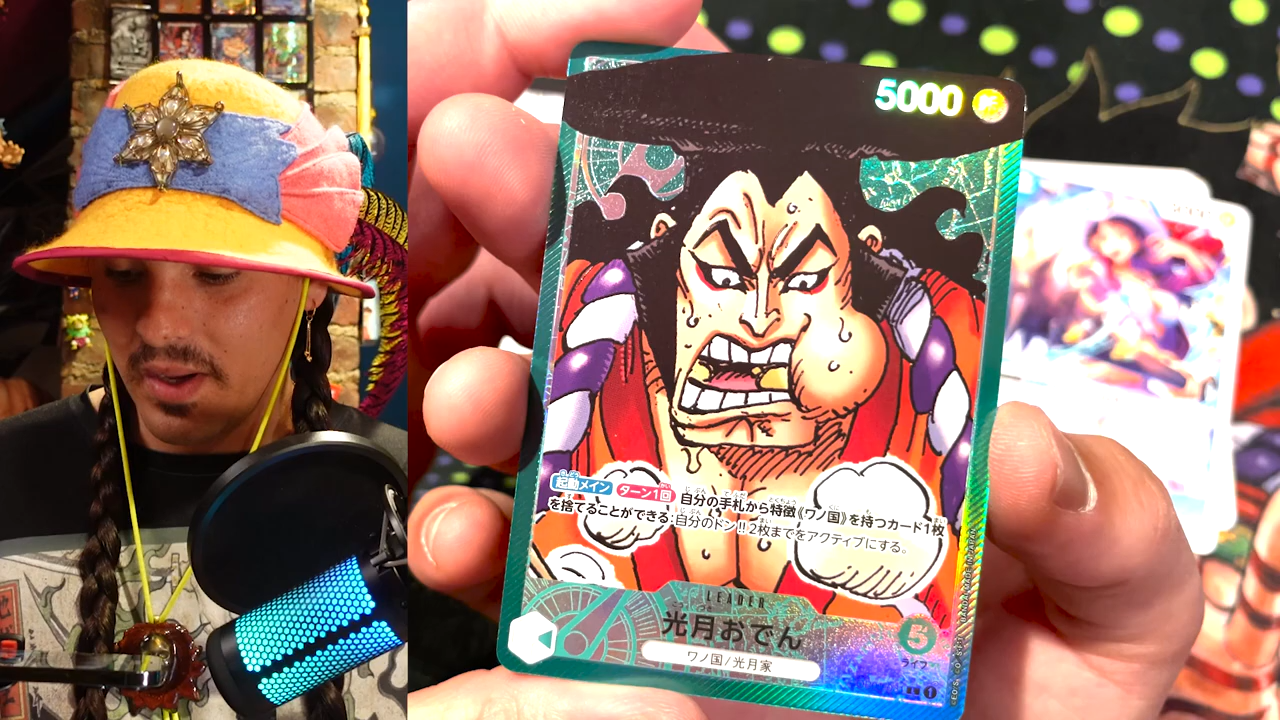 5000
起動メイン ターン1回 自分の手札から特徴《ワノ国》を持つカード1枚
を捨てることができる:自分のドン!!2枚までをアクティブにする。
LEADER
光月おでん
5
ワノ国/光月家
ライフ